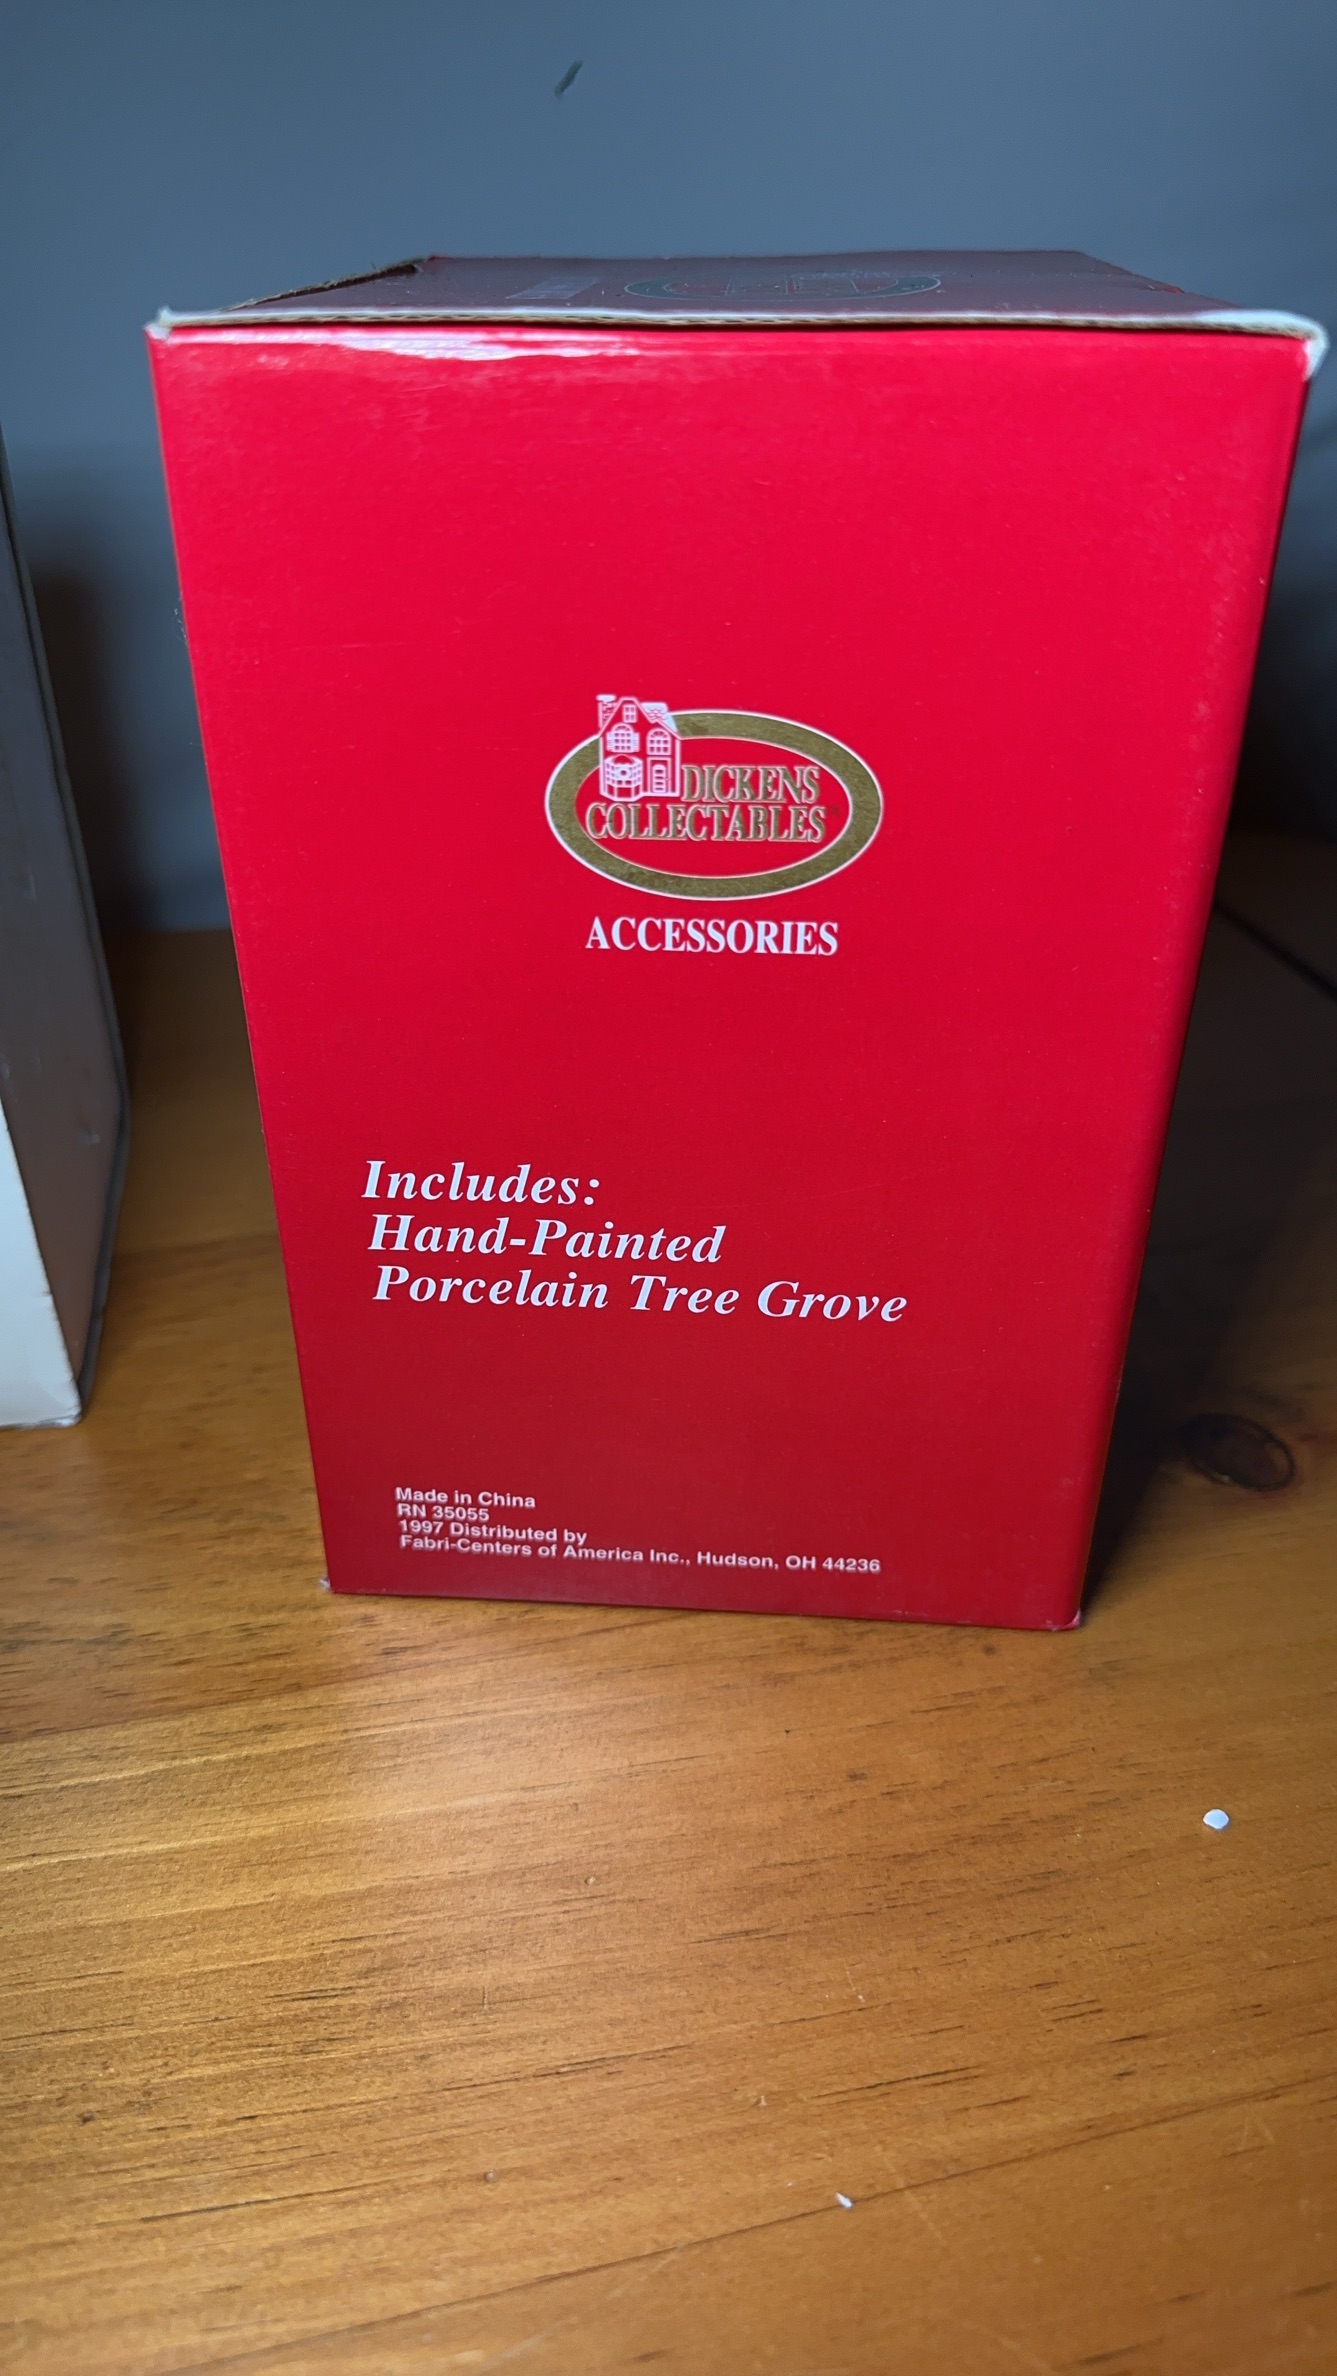 DICKENS
COLLECTABLES
ACCESSORIES
Includes:
Hand-Painted
Porcelain Tree Grove
Made in China
RN 35055
1997 Distributed by
Fabri-Centers of America Inc., Hudson, OH 44236